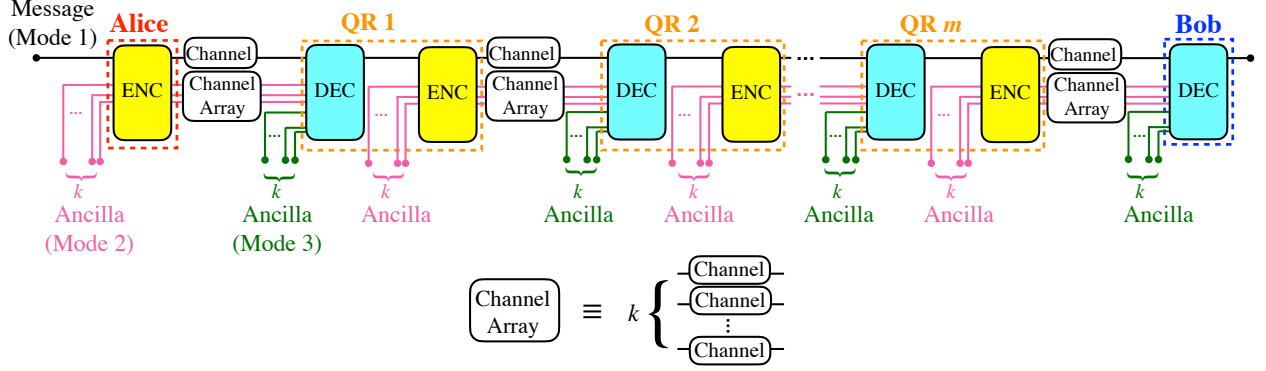 Message
(Mode 1)
Alice
QR 1
QR 2
QR m
Bob
ENC
Channel
Channel
Array
DEC
ENC
Channel
Channel
Array
DEC
ENC
...
...
DEC
ENC
Channel
Channel
Array
DEC
... ... ... ... ... ... ... ...
k k k k k k k k
Ancilla
(Mode 2)
Ancilla
(Mode 3)
Ancilla
Ancilla
Ancilla
Ancilla
Ancilla
Ancilla
Channel
Array
≡ k {
Channel
Channel
...
Channel